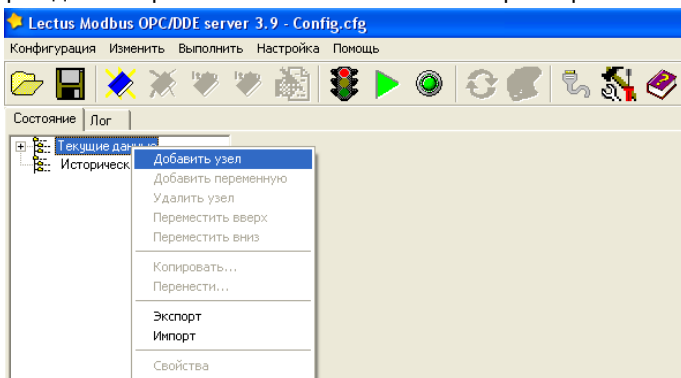 Lectus Modbus OPC/DDE server 3.9 - Config.cfg
Конфигурация Изменить Выполнить Настройка Помощь
Состояние Лог
Текущие данные
Историческ
Добавить узел
Добавить переменную
Удалить узел
Переместить вверх
Переместить вниз
Копировать...
Перенести...
Экспорт
Импорт
Свойства